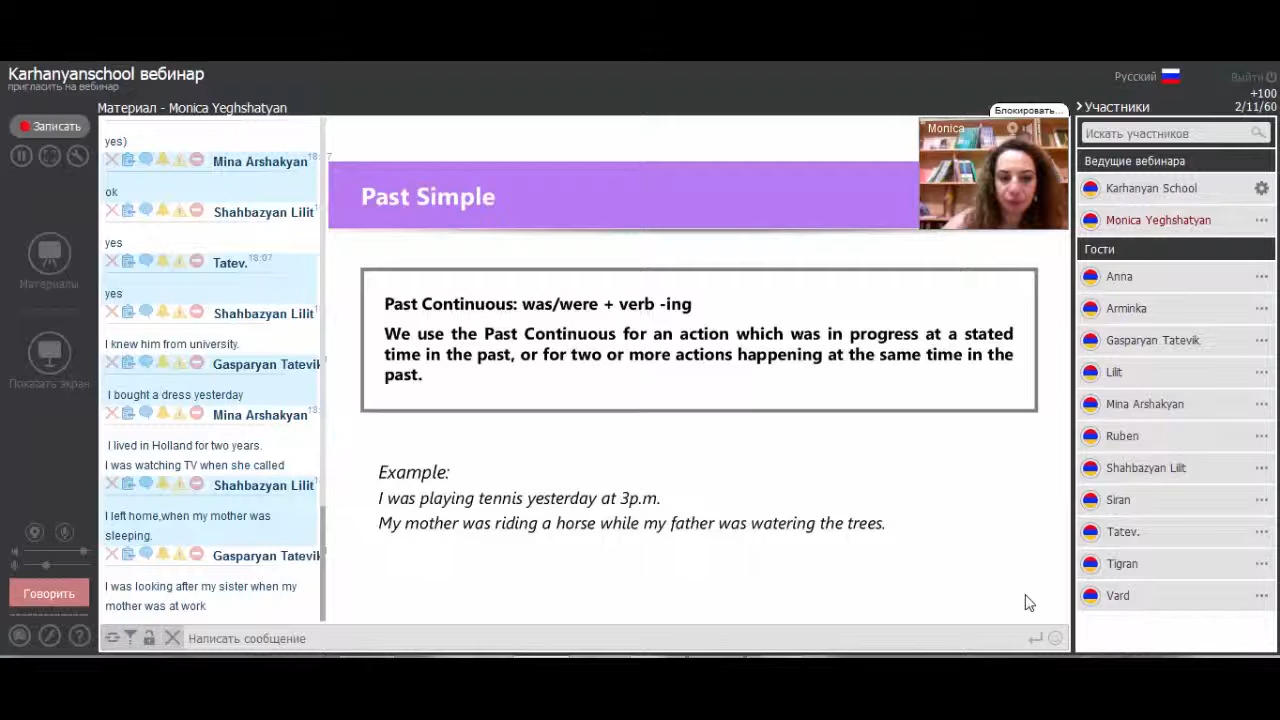 Karhanyanschool вебинар
пригласить на вебинар
Русский
Выйти
+100
Материал - Monica Yeghshatyan
Блокировать...
Участники
2/11/60
Записать
Материалы
Показать экран
Говорить
yes)
Mina Arshakyan
ok
Shahbazyan Lilit
yes
Tatev. 18:07
yes
Shahbazyan Lilit
I knew him from university.
Gasparyan Tatevik
I bought a dress yesterday
Mina Arshakyan
I lived in Holland for two years.
I was watching TV when she called
Shahbazyan Lilit
I left home,when my mother was
sleeping.
Gasparyan Tatevik
I was looking after my sister when my
mother was at work
Написать сообщение
Monica
Past Simple
Past Continuous: was/were + verb -ing
We use the Past Continuous for an action which was in progress at a stated
time in the past, or for two or more actions happening at the same time in the
past.
Example:
I was playing tennis yesterday at 3p.m.
My mother was riding a horse while my father was watering the trees.
Искать участников
Ведущие вебинара
Karhanyan School
Monica Yeghshatyan
Гости
Anna
Arminka
Gasparyan Tatevik
Lilit
Mina Arshakyan
Ruben
Shahbazyan Lilit
Siran
Tatev.
Tigran
Vard